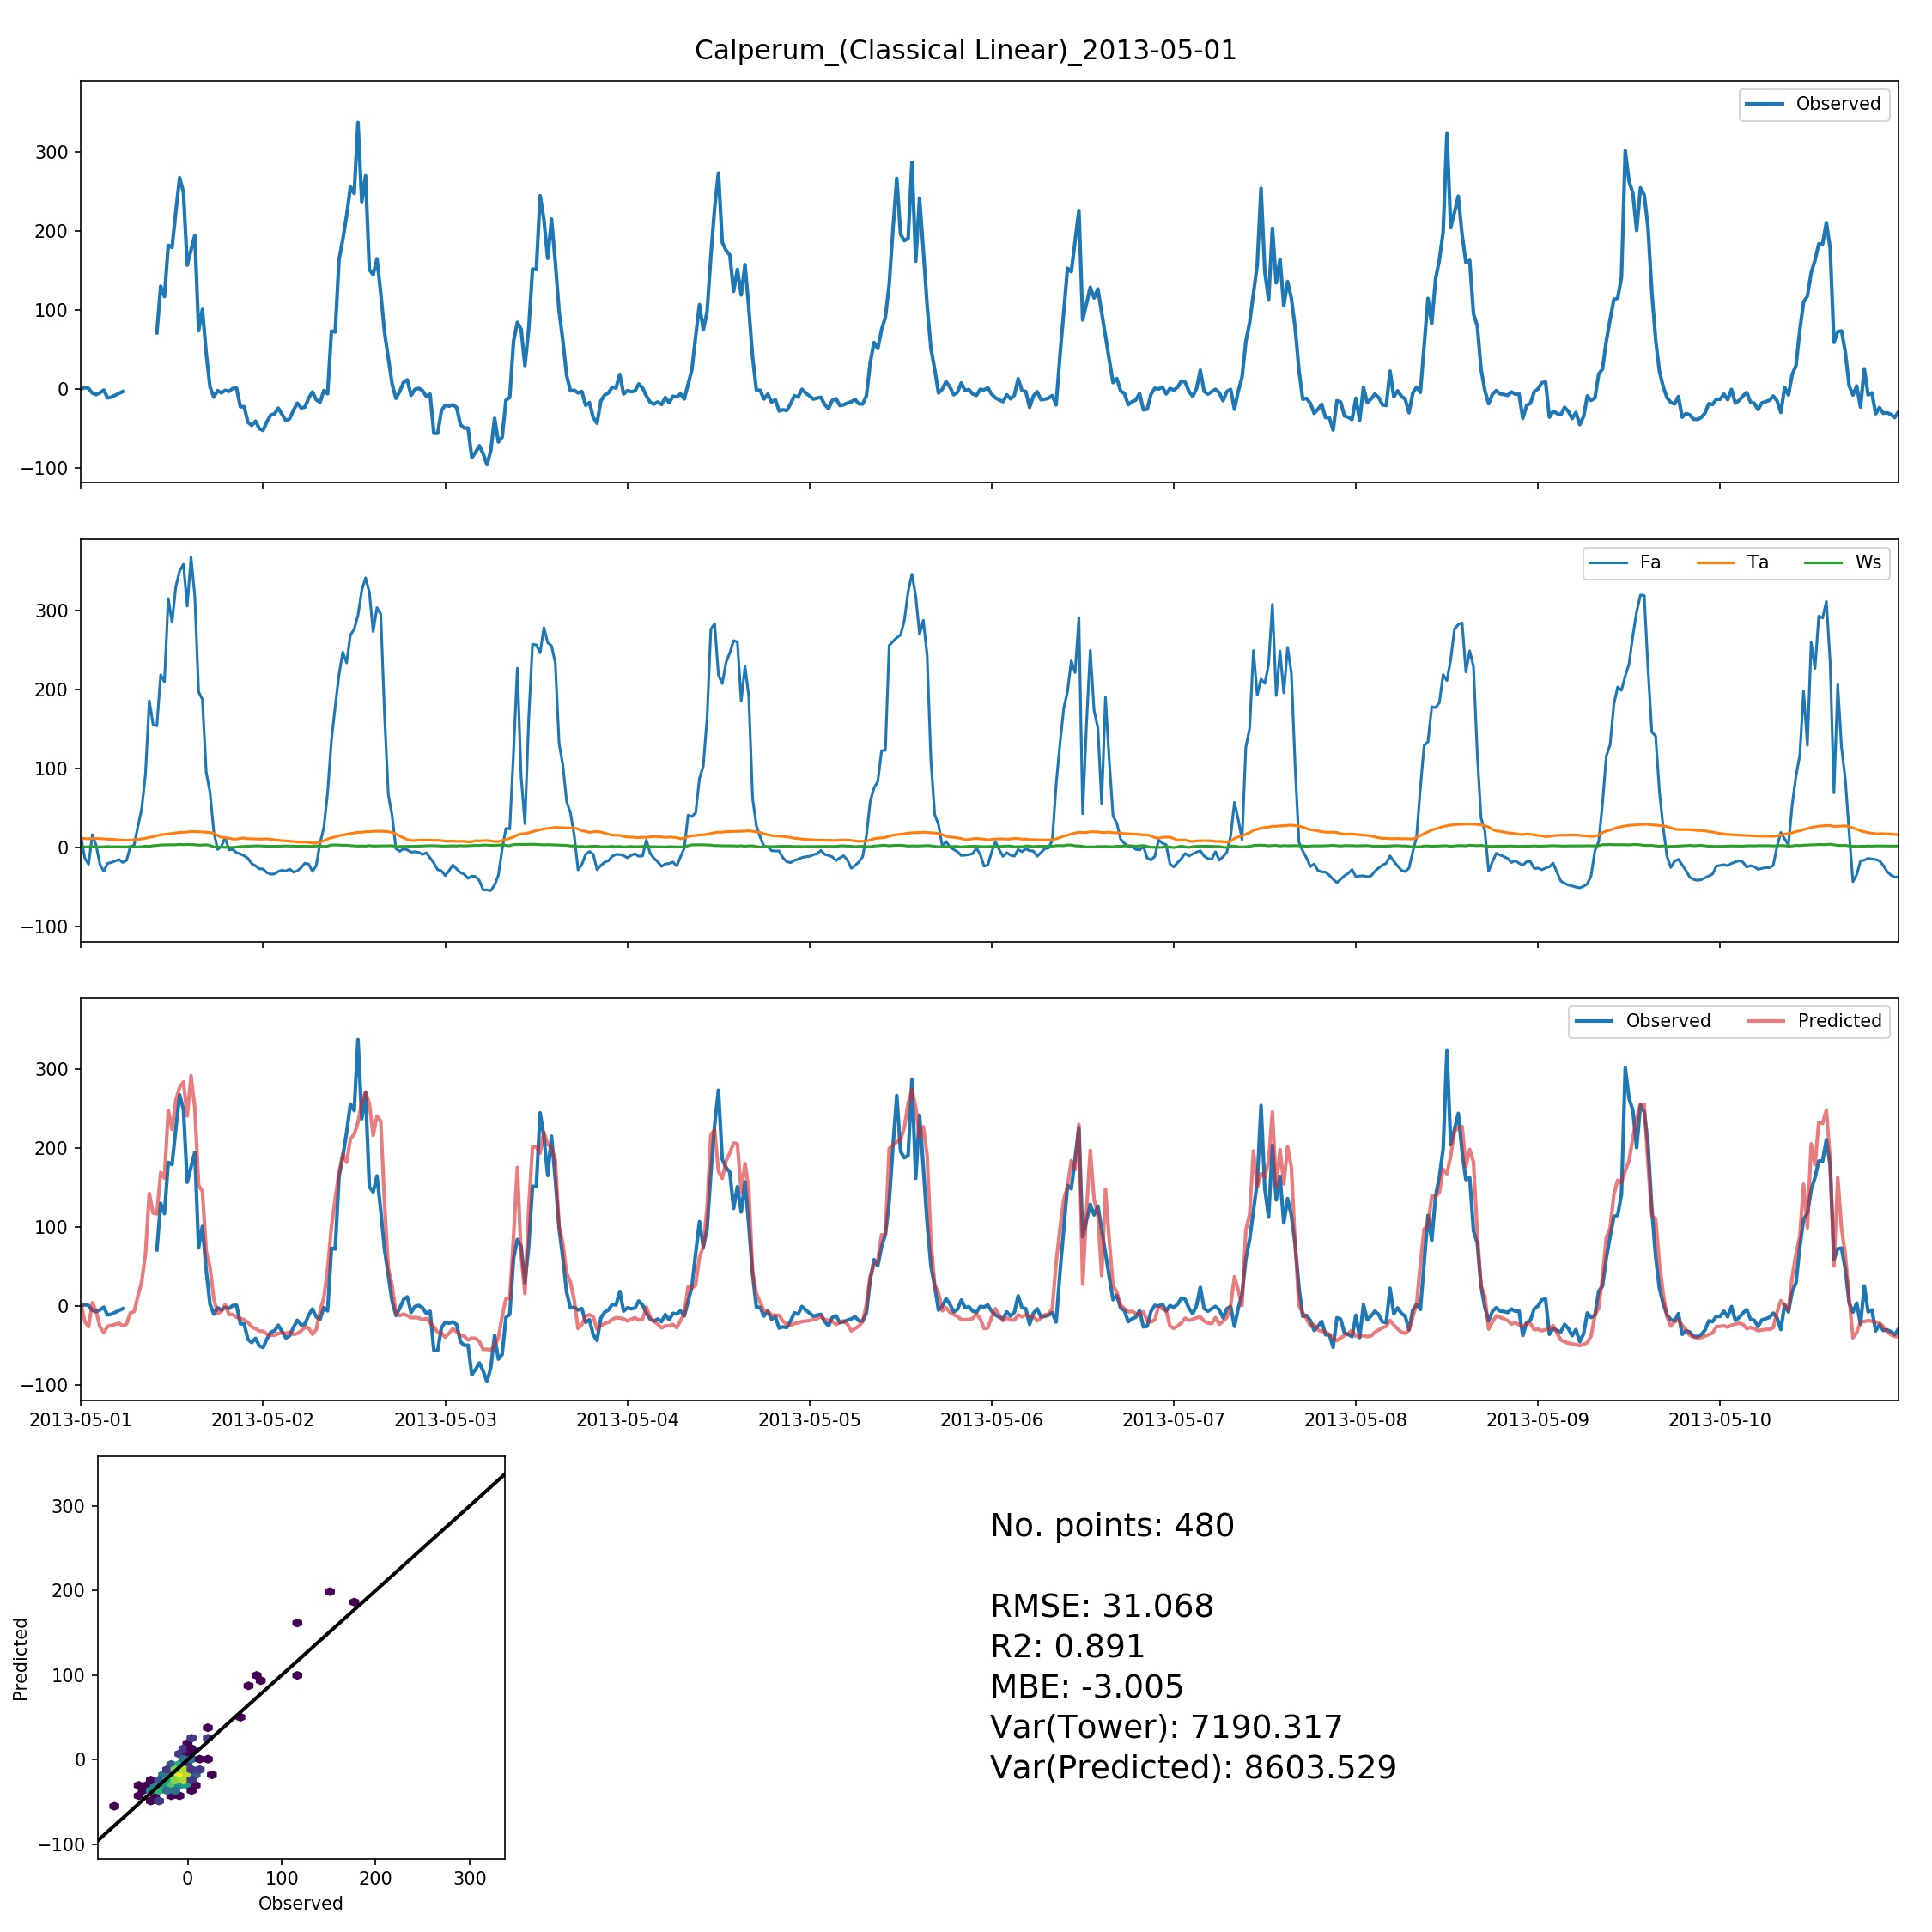 Calperum_(Classical Linear)_2013-05-01
Observed
300
200
100
0
−100
Fa Ta Ws
300
200
100
0
−100
Observed Predicted
300
200
100
0
−100
2013-05-01 2013-05-02 2013-05-03 2013-05-04 2013-05-05 2013-05-06 2013-05-07 2013-05-08 2013-05-09 2013-05-10
Predicted
300
200
100
0
−100
0 100 200 300
Observed
No. points: 480
RMSE: 31.068
R2: 0.891
MBE: -3.005
Var(Tower): 7190.317
Var(Predicted): 8603.529